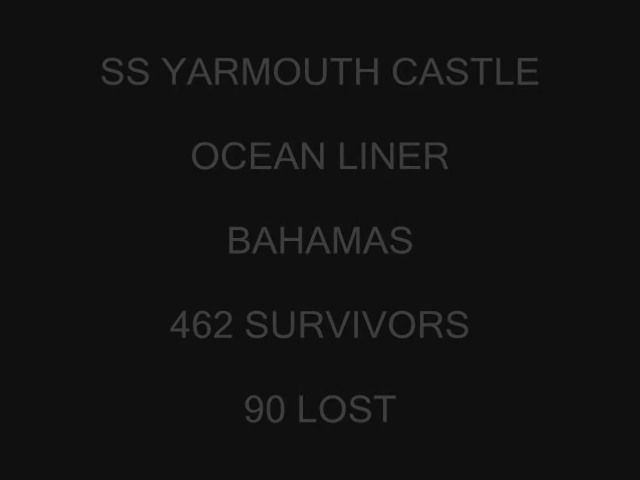 SS YARMOUTH CASTLE
OCEAN LINER
BAHAMAS
462 SURVIVORS
90 LOST